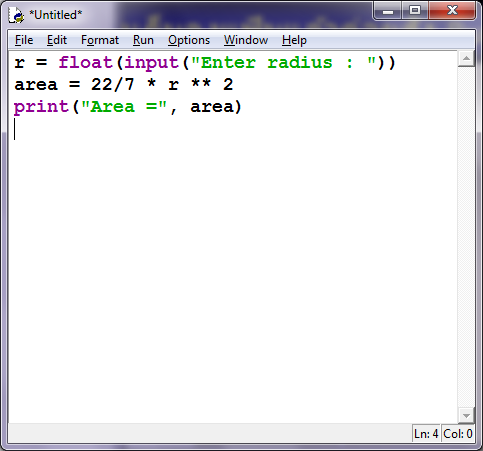 *Untitled*
File Edit Format Run Options Window Help
r = float(input("Enter radius : "))
area = 22/7 * r ** 2
print("Area =", area)
Ln: 4 Col: 0